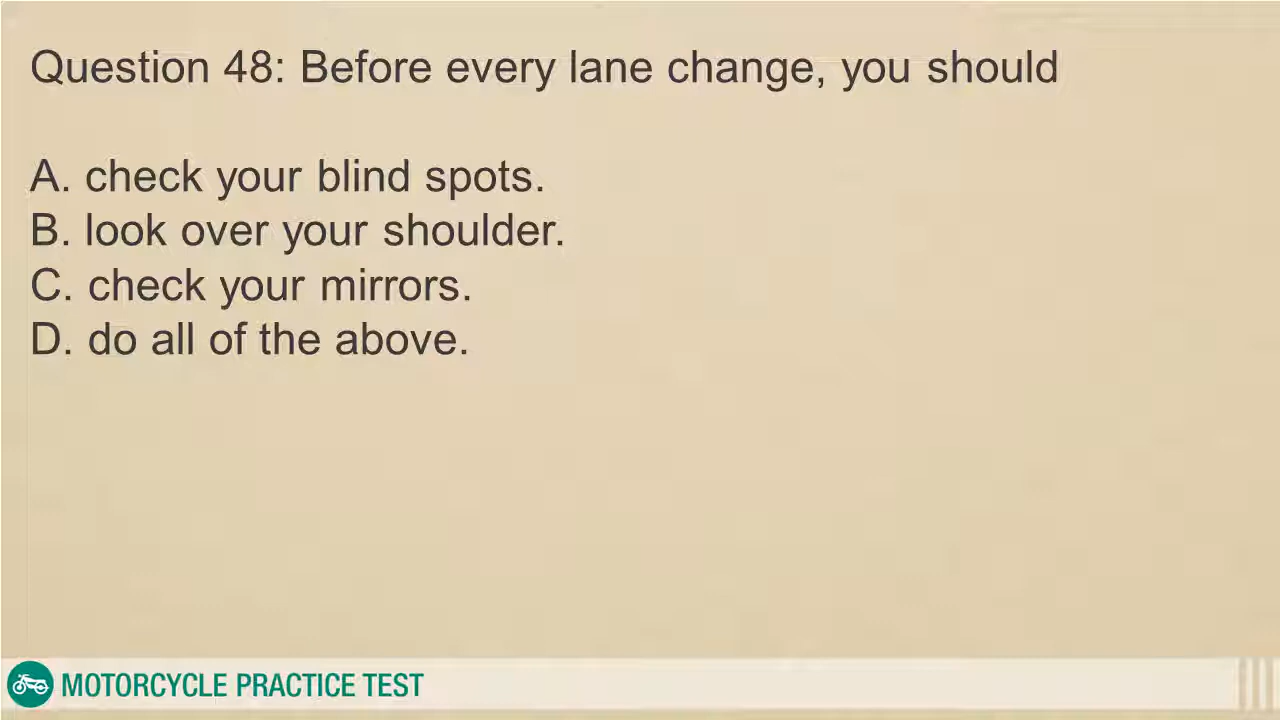 Question 48: Before every lane change, you should
A. check your blind spots.
B. look over your shoulder.
C. check your mirrors.
D. do all of the above.
MOTORCYCLE PRACTICE TEST